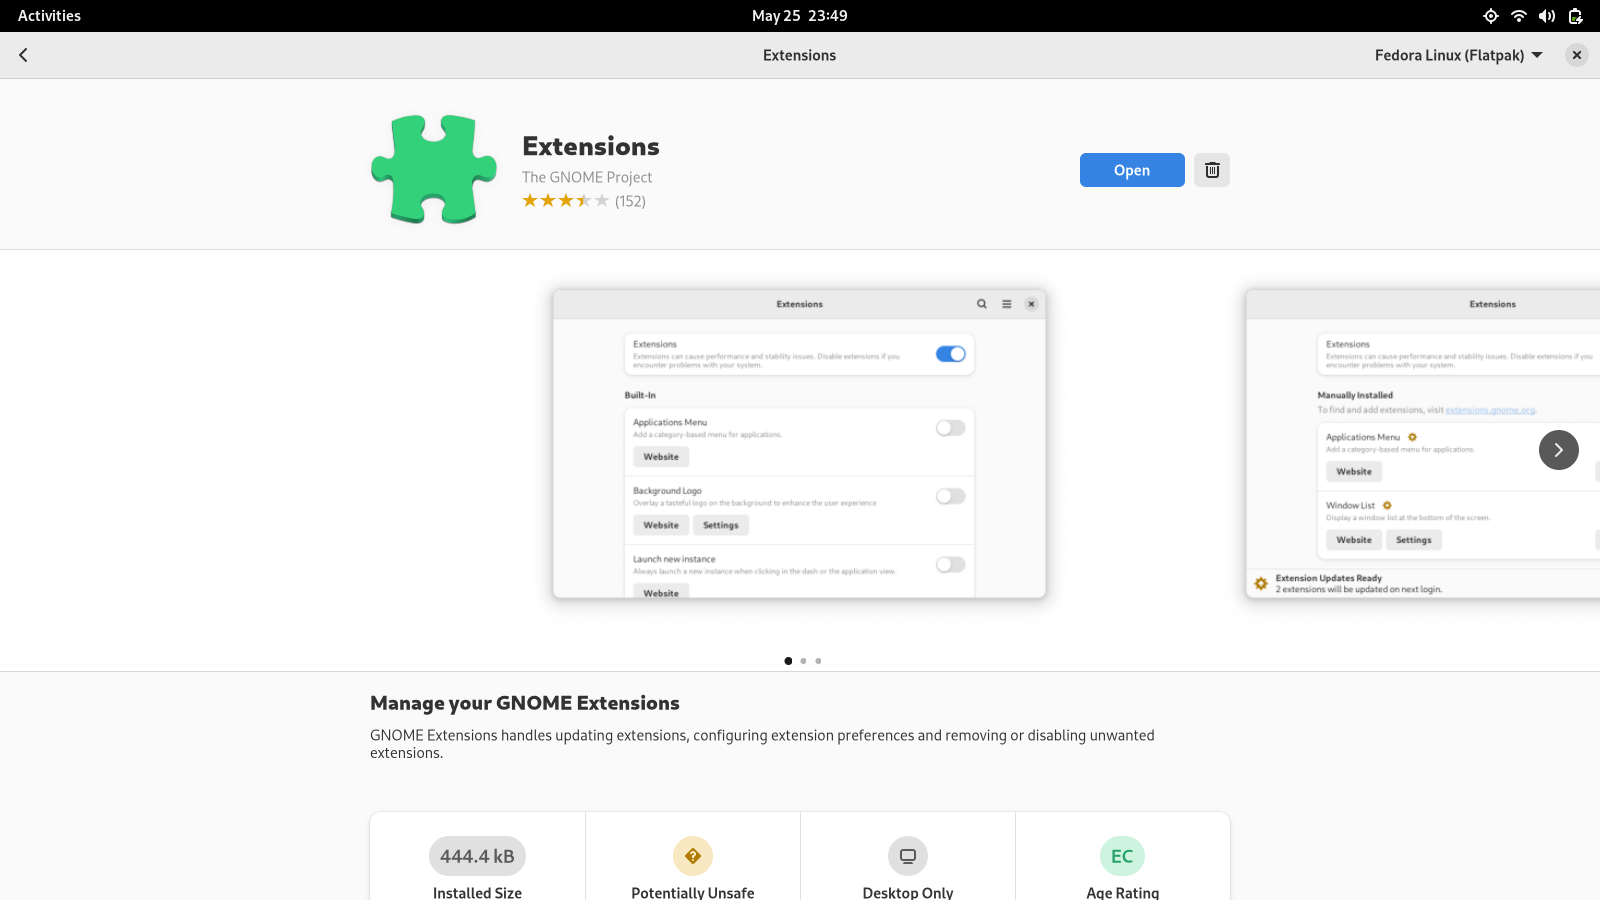 Activities
May 25 23:49
Extensions
Fedora Linux (Flatpak)
Extensions
The GNOME Project
(152)
Open
Extensions
Extensions
Extensions can cause performance and stability issues. Disable extensions if you
encounter problems with your system.
Built-In
Applications Menu
Add a category-based menu for applications.
Website
Background Logo
Overlay a tasteful logo on the background to enhance the user experience
Website
Settings
Launch new instance
Always launch a new instance when clicking in the dash or the application view.
Website
Extensions
Extensions
Extensions can cause performance and stability issues. Disable extensions if you
encounter problems with your system.
Manually Installed
To find and add extensions, visit extensions.gnome.org.
Applications Menu
Add a category-based menu for applications.
Website
Window List
Display a window list at the bottom of the screen.
Website
Settings
Extension Updates Ready
2 extensions will be updated on next login.
Manage your GNOME Extensions
GNOME Extensions handles updating extensions, configuring extension preferences and removing or disabling unwanted
extensions.
444.4 kB
Installed Size
Potentially Unsafe
Desktop Only
EC
Age Rating